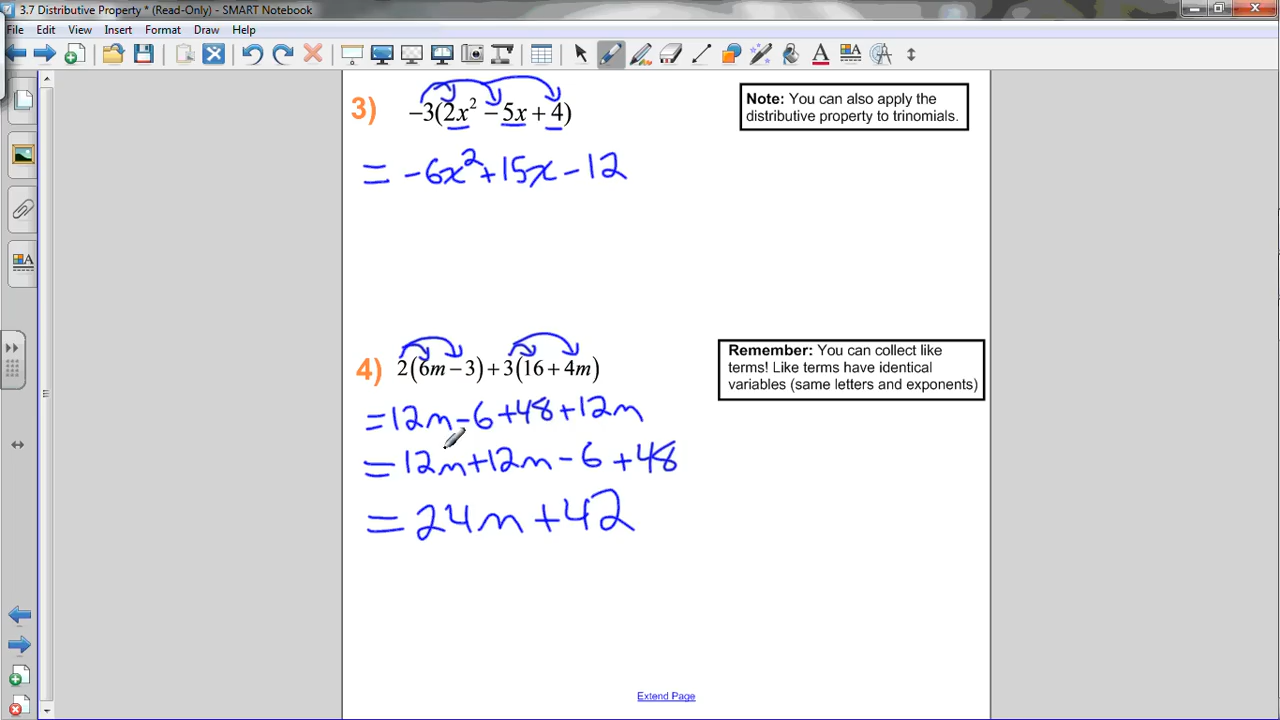 3.7 Distributive Property * (Read-Only) - SMART Notebook
File Edit View Insert Format Draw Help
3) −3(2x² − 5x + 4)
Note: You can also apply the
distributive property to trinomials.
= -6x² + 15x - 12
4) 2(6m − 3) + 3(16 + 4m)
Remember: You can collect like
terms! Like terms have identical
variables (same letters and exponents)
= 12m - 6 + 48 + 12m
= 12m + 12m - 6 + 48
= 24m + 42
Extend Page